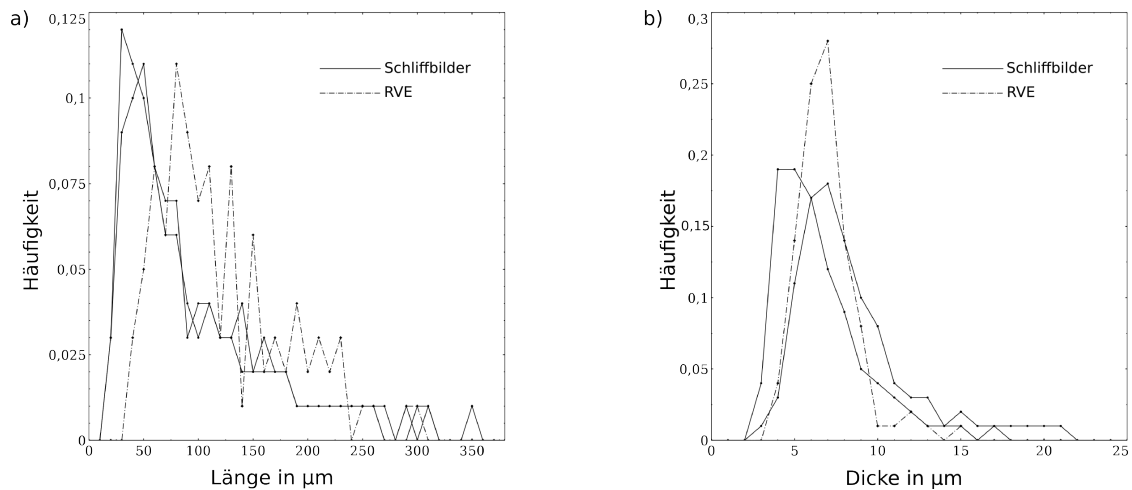 a)
0,125
0,1
0,075
0,05
0,025
0
Häufigkeit
Schliffbilder
RVE
0 50 100 150 200 250 300 350
Länge in µm
b)
0,3
0,25
0,2
0,15
0,1
0,05
0
Häufigkeit
Schliffbilder
RVE
0 5 10 15 20 25
Dicke in µm